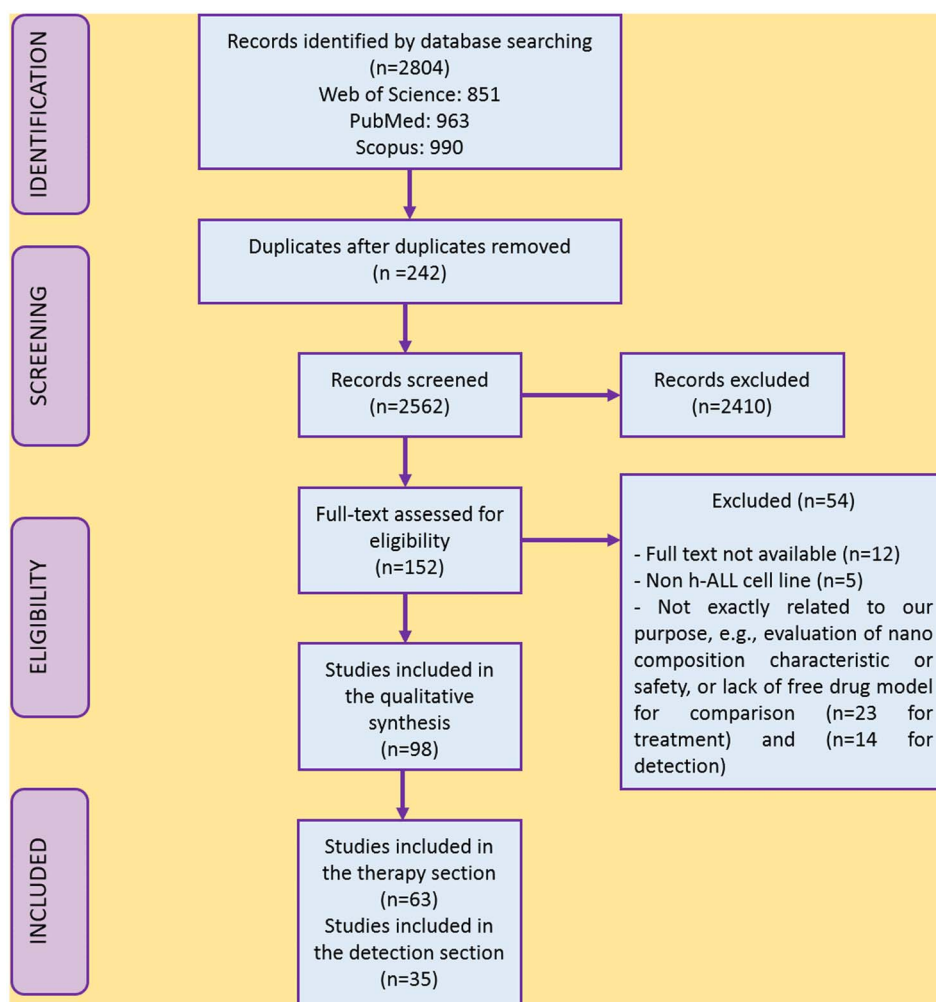 IDENTIFICATION
Records identified by database searching
(n=2804)
Web of Science: 851
PubMed: 963
Scopus: 990
SCREENING
Duplicates after duplicates removed
(n =242)
Records screened
(n=2562)
Records excluded
(n=2410)
ELIGIBILITY
Full-text assessed for
eligibility
(n=152)
Excluded (n=54)
- Full text not available (n=12)
- Non h-ALL cell line (n=5)
- Not exactly related to our
purpose, e.g., evaluation of nano
composition characteristic or
safety, or lack of free drug model
for comparison (n=23 for
treatment) and (n=14 for
detection)
Studies included in the qualitative
synthesis
(n=98)
INCLUDED
Studies included in
the therapy section
(n=63)
Studies included in
the detection section
(n=35)